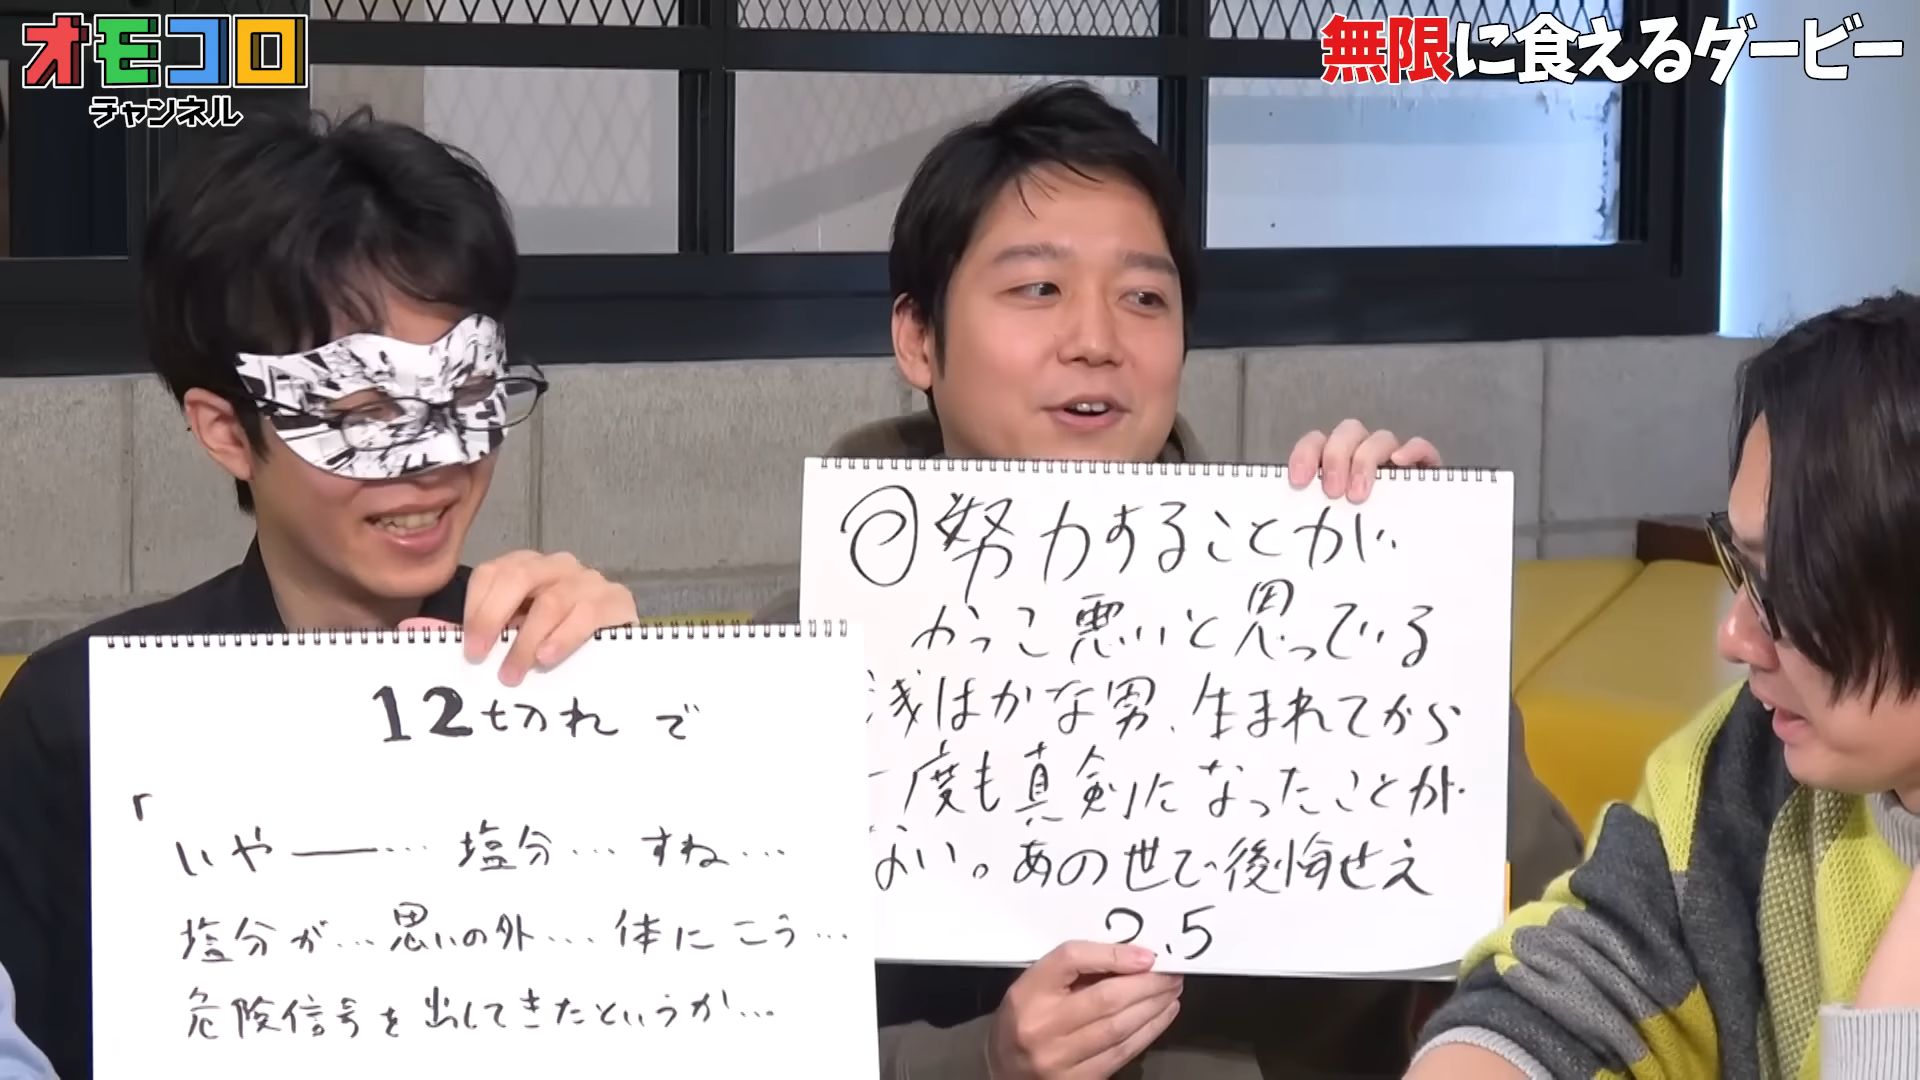 オモコロ
チャンネル
無限に食えるダービー
12切れで
「いやー… 塩分… すね…
塩分が… 思いの外… 体にこう…
危険信号を出してきたというか…
努力することが
かっこ悪いと思っている
浅はかな男、生まれてから
一度も真剣になったことが
ない。あの世で後悔せえ
2.5